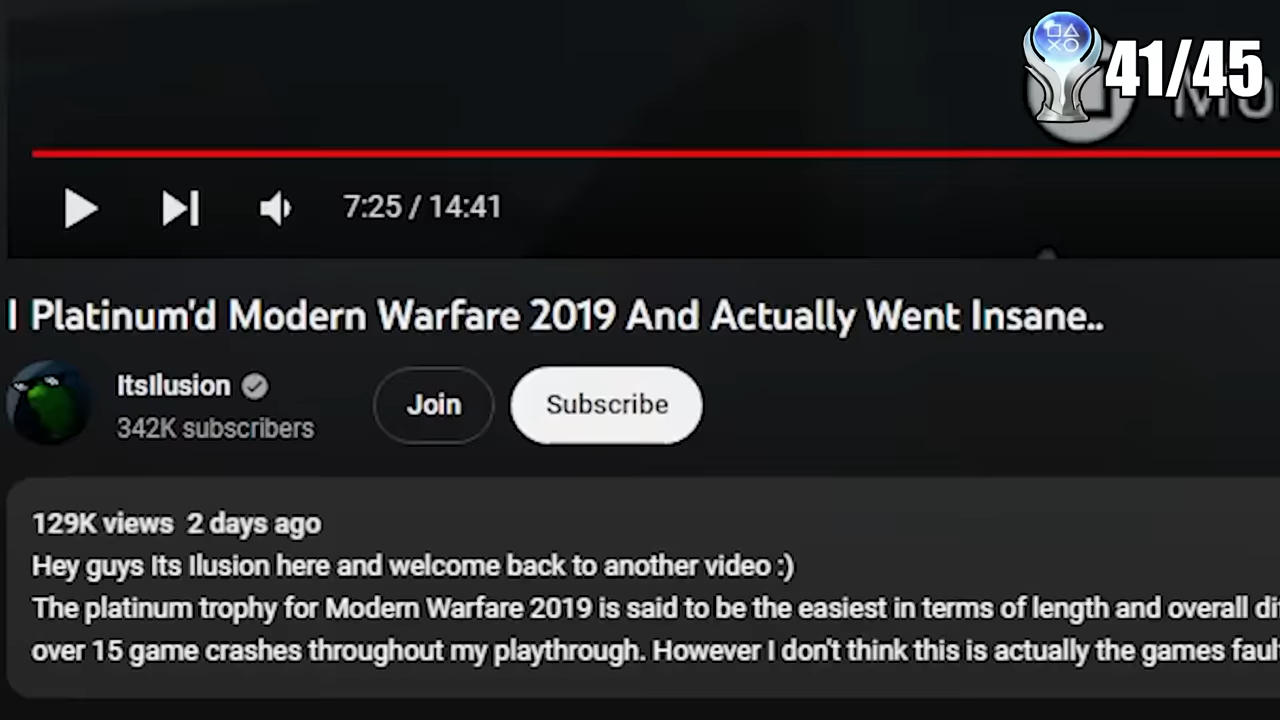 41/45
7:25 / 14:41
I Platinum'd Modern Warfare 2019 And Actually Went Insane..
ItsIlusion
342K subscribers
Join
Subscribe
129K views 2 days ago
Hey guys Its Ilusion here and welcome back to another video :)
The platinum trophy for Modern Warfare 2019 is said to be the easiest in terms of length and overall
over 15 game crashes throughout my playthrough. However I don't think this is actually the games